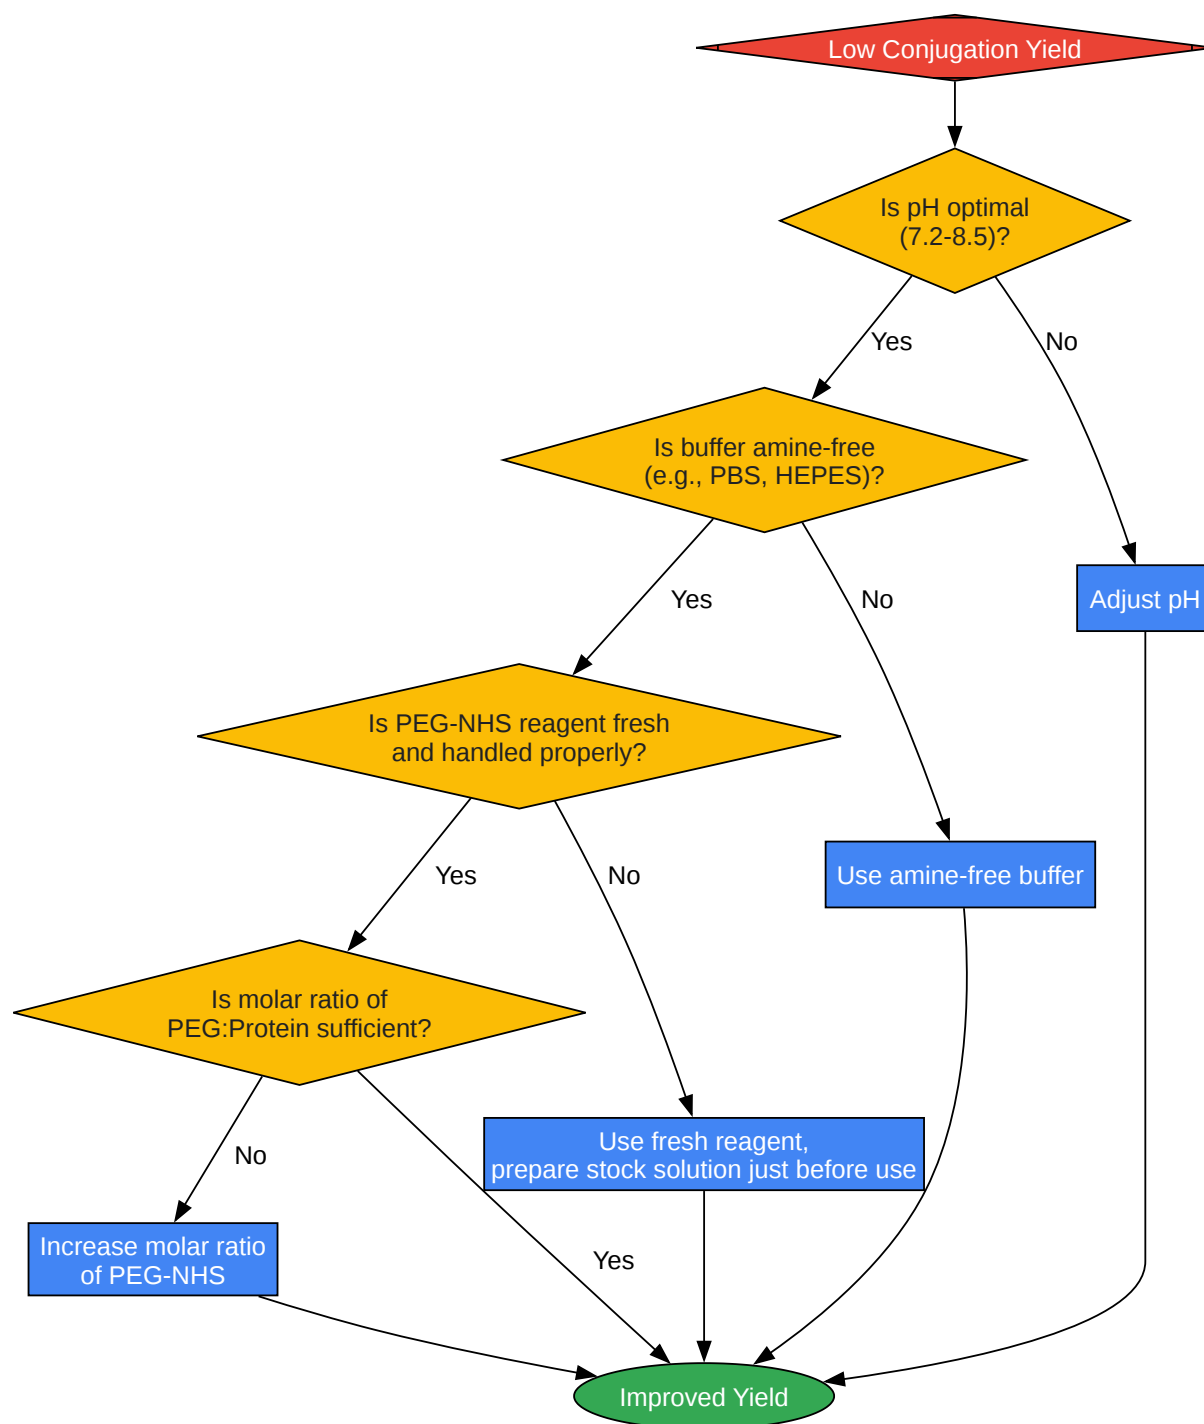 Low Conjugation Yield
Is pH optimal
(7.2-8.5)?
Yes
No
Is buffer amine-free
(e.g., PBS, HEPES)?
Yes
No
Adjust pH
Is PEG-NHS reagent fresh
and handled properly?
Yes
No
Use amine-free buffer
Is molar ratio of
PEG:Protein sufficient?
No
Yes
Use fresh reagent,
prepare stock solution just before use
Increase molar ratio
of PEG-NHS
Improved Yield